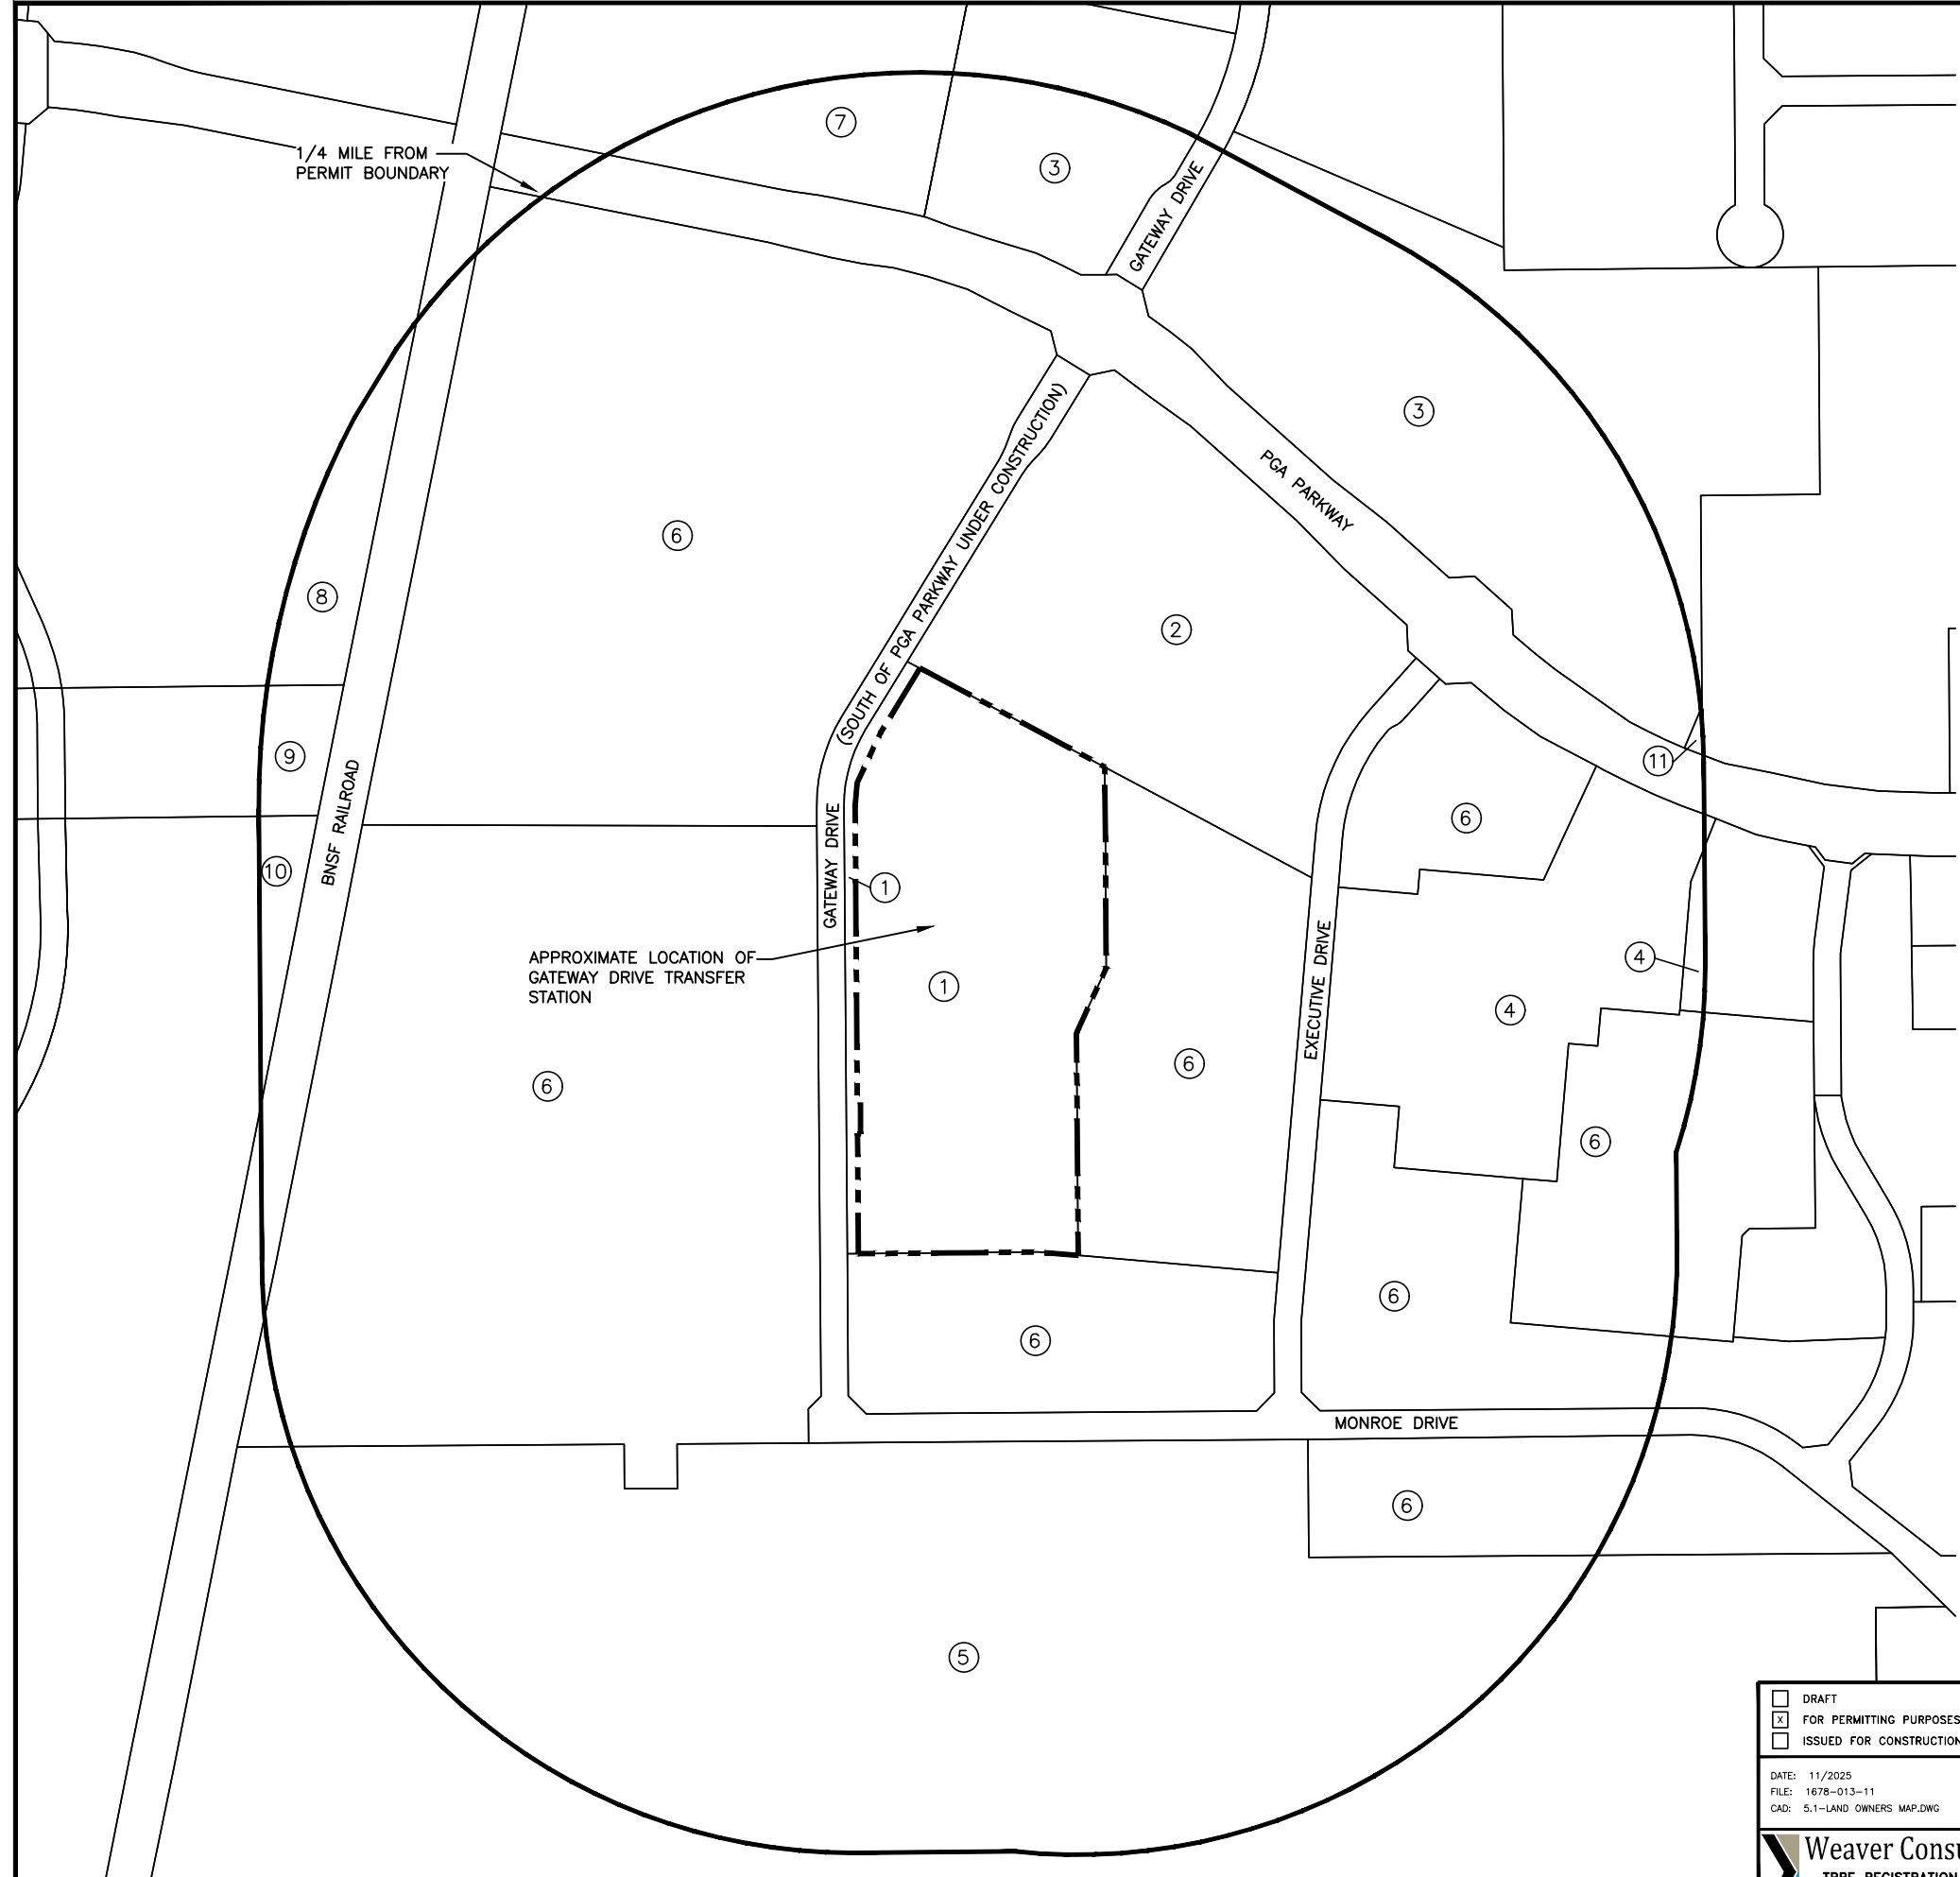 7
1/4 MILE FROM
PERMIT BOUNDARY
3
GATEWAY DRIVE
3
PGA PARKWAY
(SOUTH OF PGA PARKWAY UNDER CONSTRUCTION)
6
8
2
9
11
BNSF RAILROAD
6
GATEWAY DRIVE
10
1
APPROXIMATE LOCATION OF
GATEWAY DRIVE TRANSFER
STATION
EXECUTIVE DRIVE
4
1
4
6
6
6
6
6
MONROE DRIVE
6
5
DRAFT
X FOR PERMITTING PURPOSES
ISSUED FOR CONSTRUCTION
DATE: 11/2025
FILE: 1678-013-11
CAD: 5.1-LAND OWNERS MAP.DWG
Weaver Consu
TBPE REGISTRATION